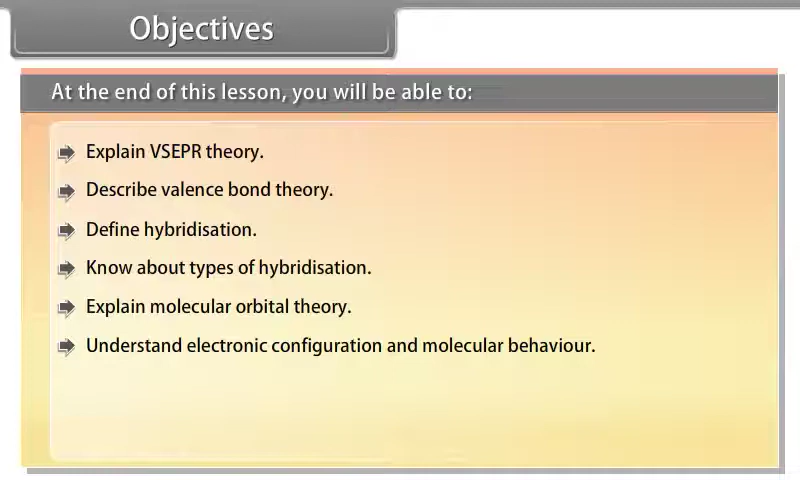 Objectives
At the end of this lesson, you will be able to:
Explain VSEPR theory.
Describe valence bond theory.
Define hybridisation.
Know about types of hybridisation.
Explain molecular orbital theory.
Understand electronic configuration and molecular behaviour.